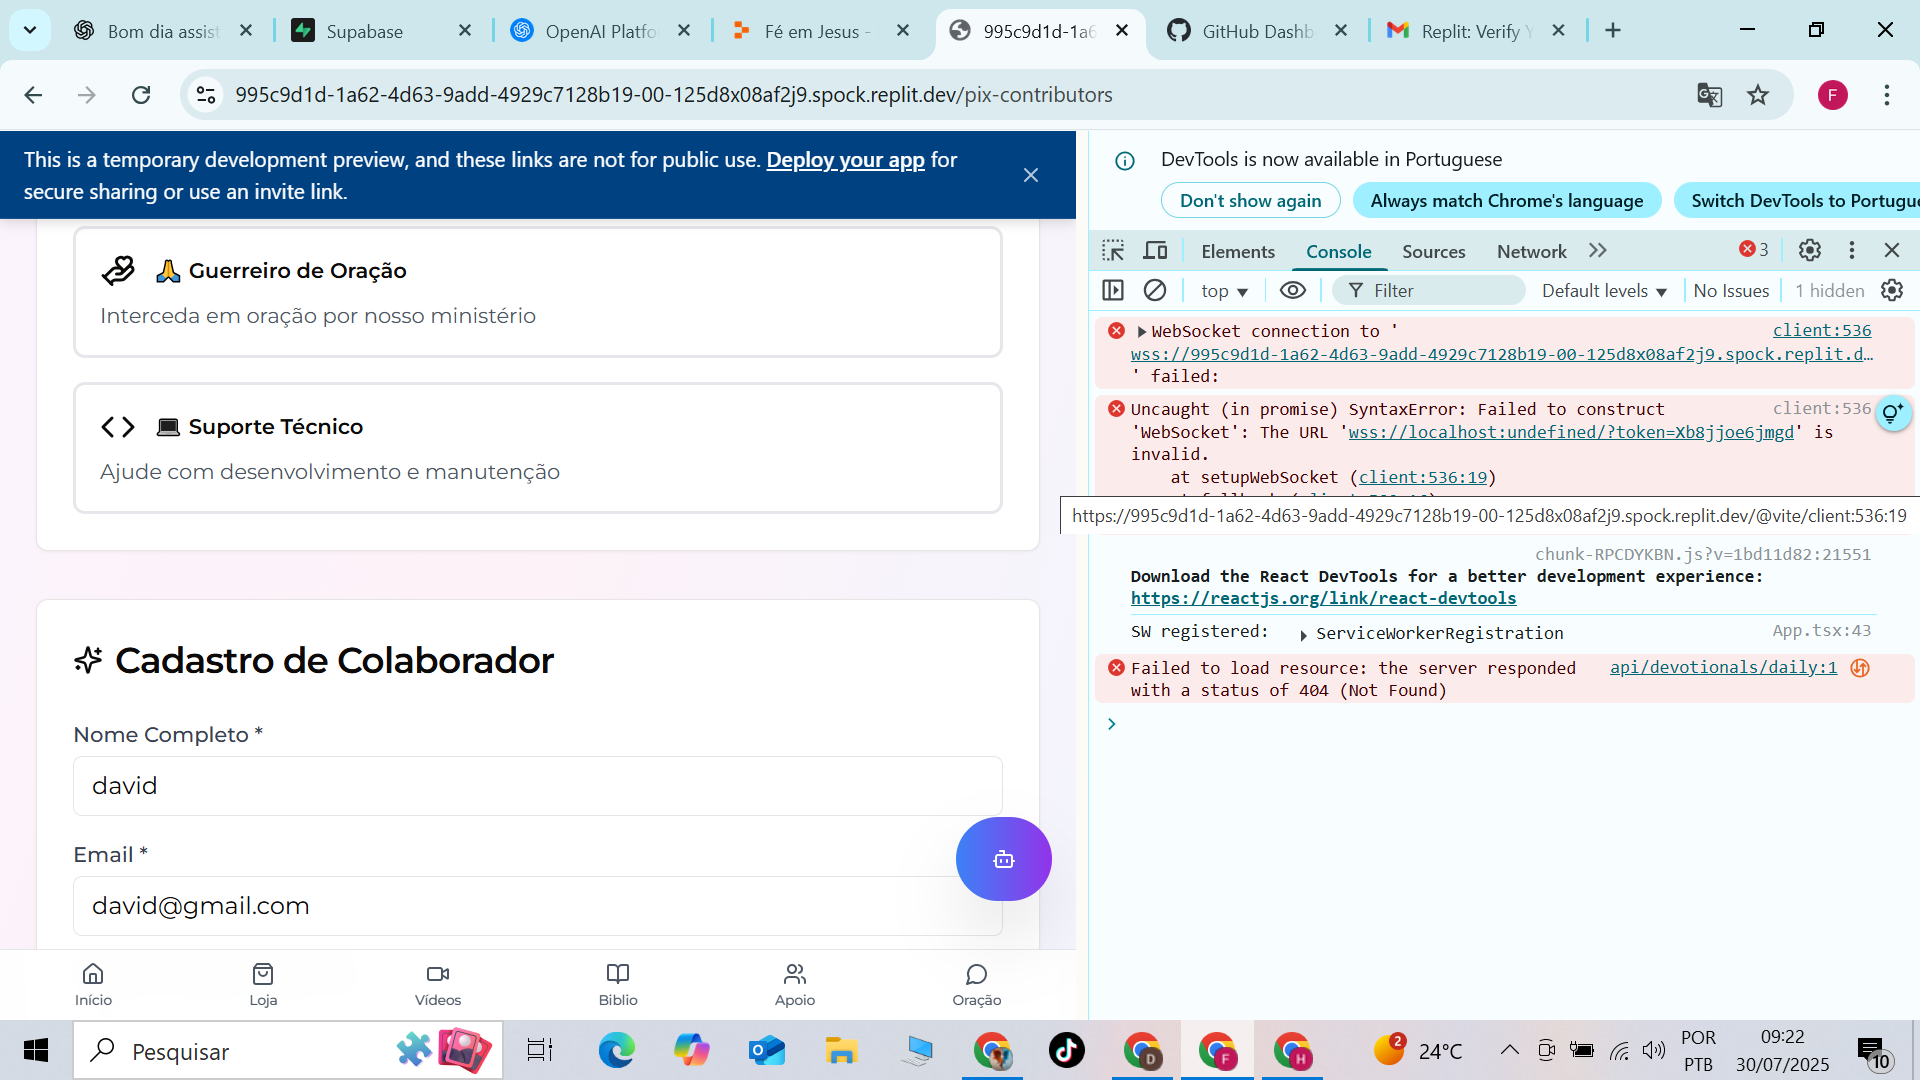 Bom dia assist
Supabase
OpenAI Platfo
Fé em Jesus -
995c9d1d-1a6
GitHub Dashb
Replit: Verify Y
995c9d1d-1a62-4d63-9add-4929c7128b19-00-125d8x08af2j9.spock.replit.dev/pix-contributors
F
This is a temporary development preview, and these links are not for public use. Deploy your app for
secure sharing or use an invite link.
🙏 Guerreiro de Oração
Interceda em oração por nosso ministério
💻 Suporte Técnico
Ajude com desenvolvimento e manutenção
Cadastro de Colaborador
Nome Completo *
david
Email *
david@gmail.com
Início
Loja
Vídeos
Biblio
Apoio
Oração
DevTools is now available in Portuguese
Don't show again
Always match Chrome's language
Switch DevTools to Portugue
Elements
Console
Sources
Network
3
top
Filter
Default levels
No Issues
1 hidden
WebSocket connection to '
client:536
wss://995c9d1d-1a62-4d63-9add-4929c7128b19-00-125d8x08af2j9.spock.replit.d…
' failed:
Uncaught (in promise) SyntaxError: Failed to construct
client:536
'WebSocket': The URL 'wss://localhost:undefined/?token=Xb8jjoe6jmgd' is
invalid.
at setupWebSocket (client:536:19)
https://995c9d1d-1a62-4d63-9add-4929c7128b19-00-125d8x08af2j9.spock.replit.dev/@vite/client:536:19
chunk-RPCDYKBN.js?v=1bd11d82:21551
Download the React DevTools for a better development experience:
https://reactjs.org/link/react-devtools
SW registered: ▶ ServiceWorkerRegistration
App.tsx:43
Failed to load resource: the server responded
api/devotionals/daily:1
with a status of 404 (Not Found)
Pesquisar
D
F
H
2
24°C
POR
PTB
09:22
30/07/2025
10